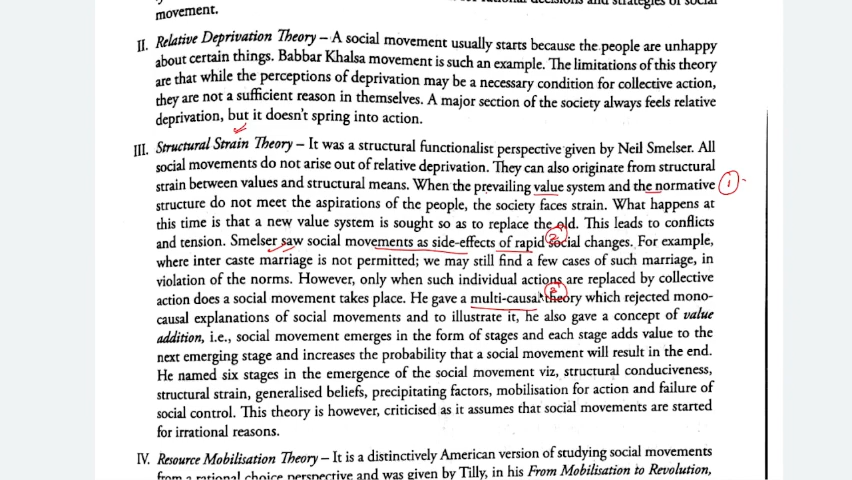 movement.
II. Relative Deprivation Theory – A social movement usually starts because the people are unhappy
about certain things. Babbar Khalsa movement is such an example. The limitations of this theory
are that while the perceptions of deprivation may be a necessary condition for collective action,
they are not a sufficient reason in themselves. A major section of the society always feels relative
deprivation, but it doesn't spring into action.
III. Structural Strain Theory – It was a structural functionalist perspective given by Neil Smelser. All
social movements do not arise out of relative deprivation. They can also originate from structural
strain between values and structural means. When the prevailing value system and the normative 1
structure do not meet the aspirations of the people, the society faces strain. What happens at
this time is that a new value system is sought so as to replace the old. This leads to conflicts
and tension. Smelser saw social movements as side-effects of rapid social changes. For example,
where inter caste marriage is not permitted; we may still find a few cases of such marriage, in
violation of the norms. However, only when such individual actions are replaced by collective
action does a social movement takes place. He gave a multi-causal theory which rejected mono-
causal explanations of social movements and to illustrate it, he also gave a concept of value
addition, i.e., social movement emerges in the form of stages and each stage adds value to the
next emerging stage and increases the probability that a social movement will result in the end.
He named six stages in the emergence of the social movement viz, structural conduciveness,
structural strain, generalised beliefs, precipitating factors, mobilisation for action and failure of
social control. This theory is however, criticised as it assumes that social movements are started
for irrational reasons.
IV. Resource Mobilisation Theory – It is a distinctively American version of studying social movements
from a rational choice perspective and was given by Tilly, in his From Mobilisation to Revolution,